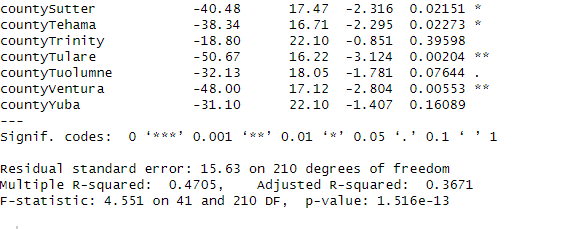 countySutter -40.48 17.47 -2.316 0.02151 *
countyTehama -38.34 16.71 -2.295 0.02273 *
countyTrinity -18.80 22.10 -0.851 0.39598
countyTulare -50.67 16.22 -3.124 0.00204 **
countyTuolumne -32.13 18.05 -1.781 0.07644 .
countyVentura -48.00 17.12 -2.804 0.00553 **
countyYuba -31.10 22.10 -1.407 0.16089
---
Signif. codes: 0 ‘***’ 0.001 ‘**’ 0.01 ‘*’ 0.05 ‘.’ 0.1 ‘ ’ 1
Residual standard error: 15.63 on 210 degrees of freedom
Multiple R-squared: 0.4705, Adjusted R-squared: 0.3671
F-statistic: 4.551 on 41 and 210 DF, p-value: 1.516e-13